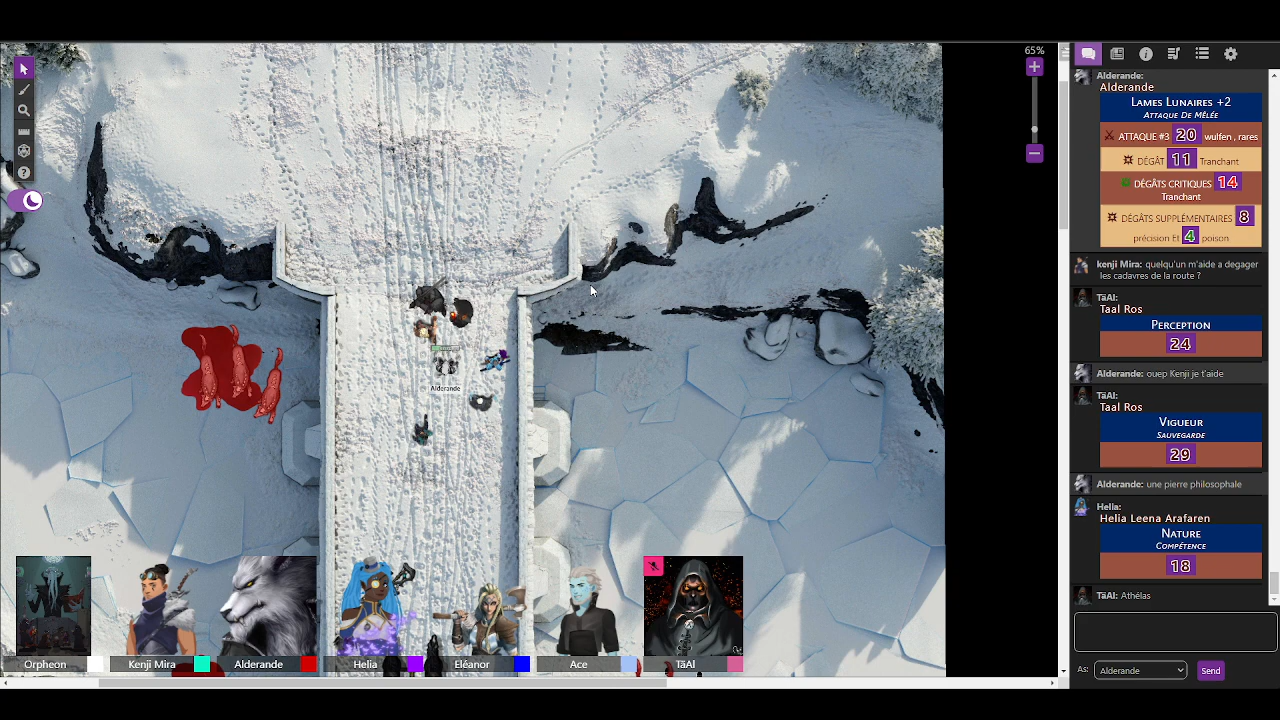 65%
Alderande
Orpheon
Kenji Mira
Alderande
Helia
Eléanor
Ace
TäAl
Alderande:
Alderande
Lames Lunaires +2
Attaque De Mêlée
ATTAQUE #3 20 wulfen , rares
DÉGÂT 11 Tranchant
DÉGÂTS CRITIQUES 14
Tranchant
DÉGÂTS SUPPLÉMENTAIRES 8
précision Et 4 poison
kenji Mira: quelqu'un m'aide a degager
les cadavres de la route ?
TäAl:
Taal Ros
Perception
24
Alderande: ouep Kenji je t'aide
TäAl:
Taal Ros
Vigueur
Sauvegarde
29
Alderande: une pierre philosophale
Helia:
Helia Leena Arafaren
Nature
Compétence
18
TäAl: Athélas
As: Alderande
Send